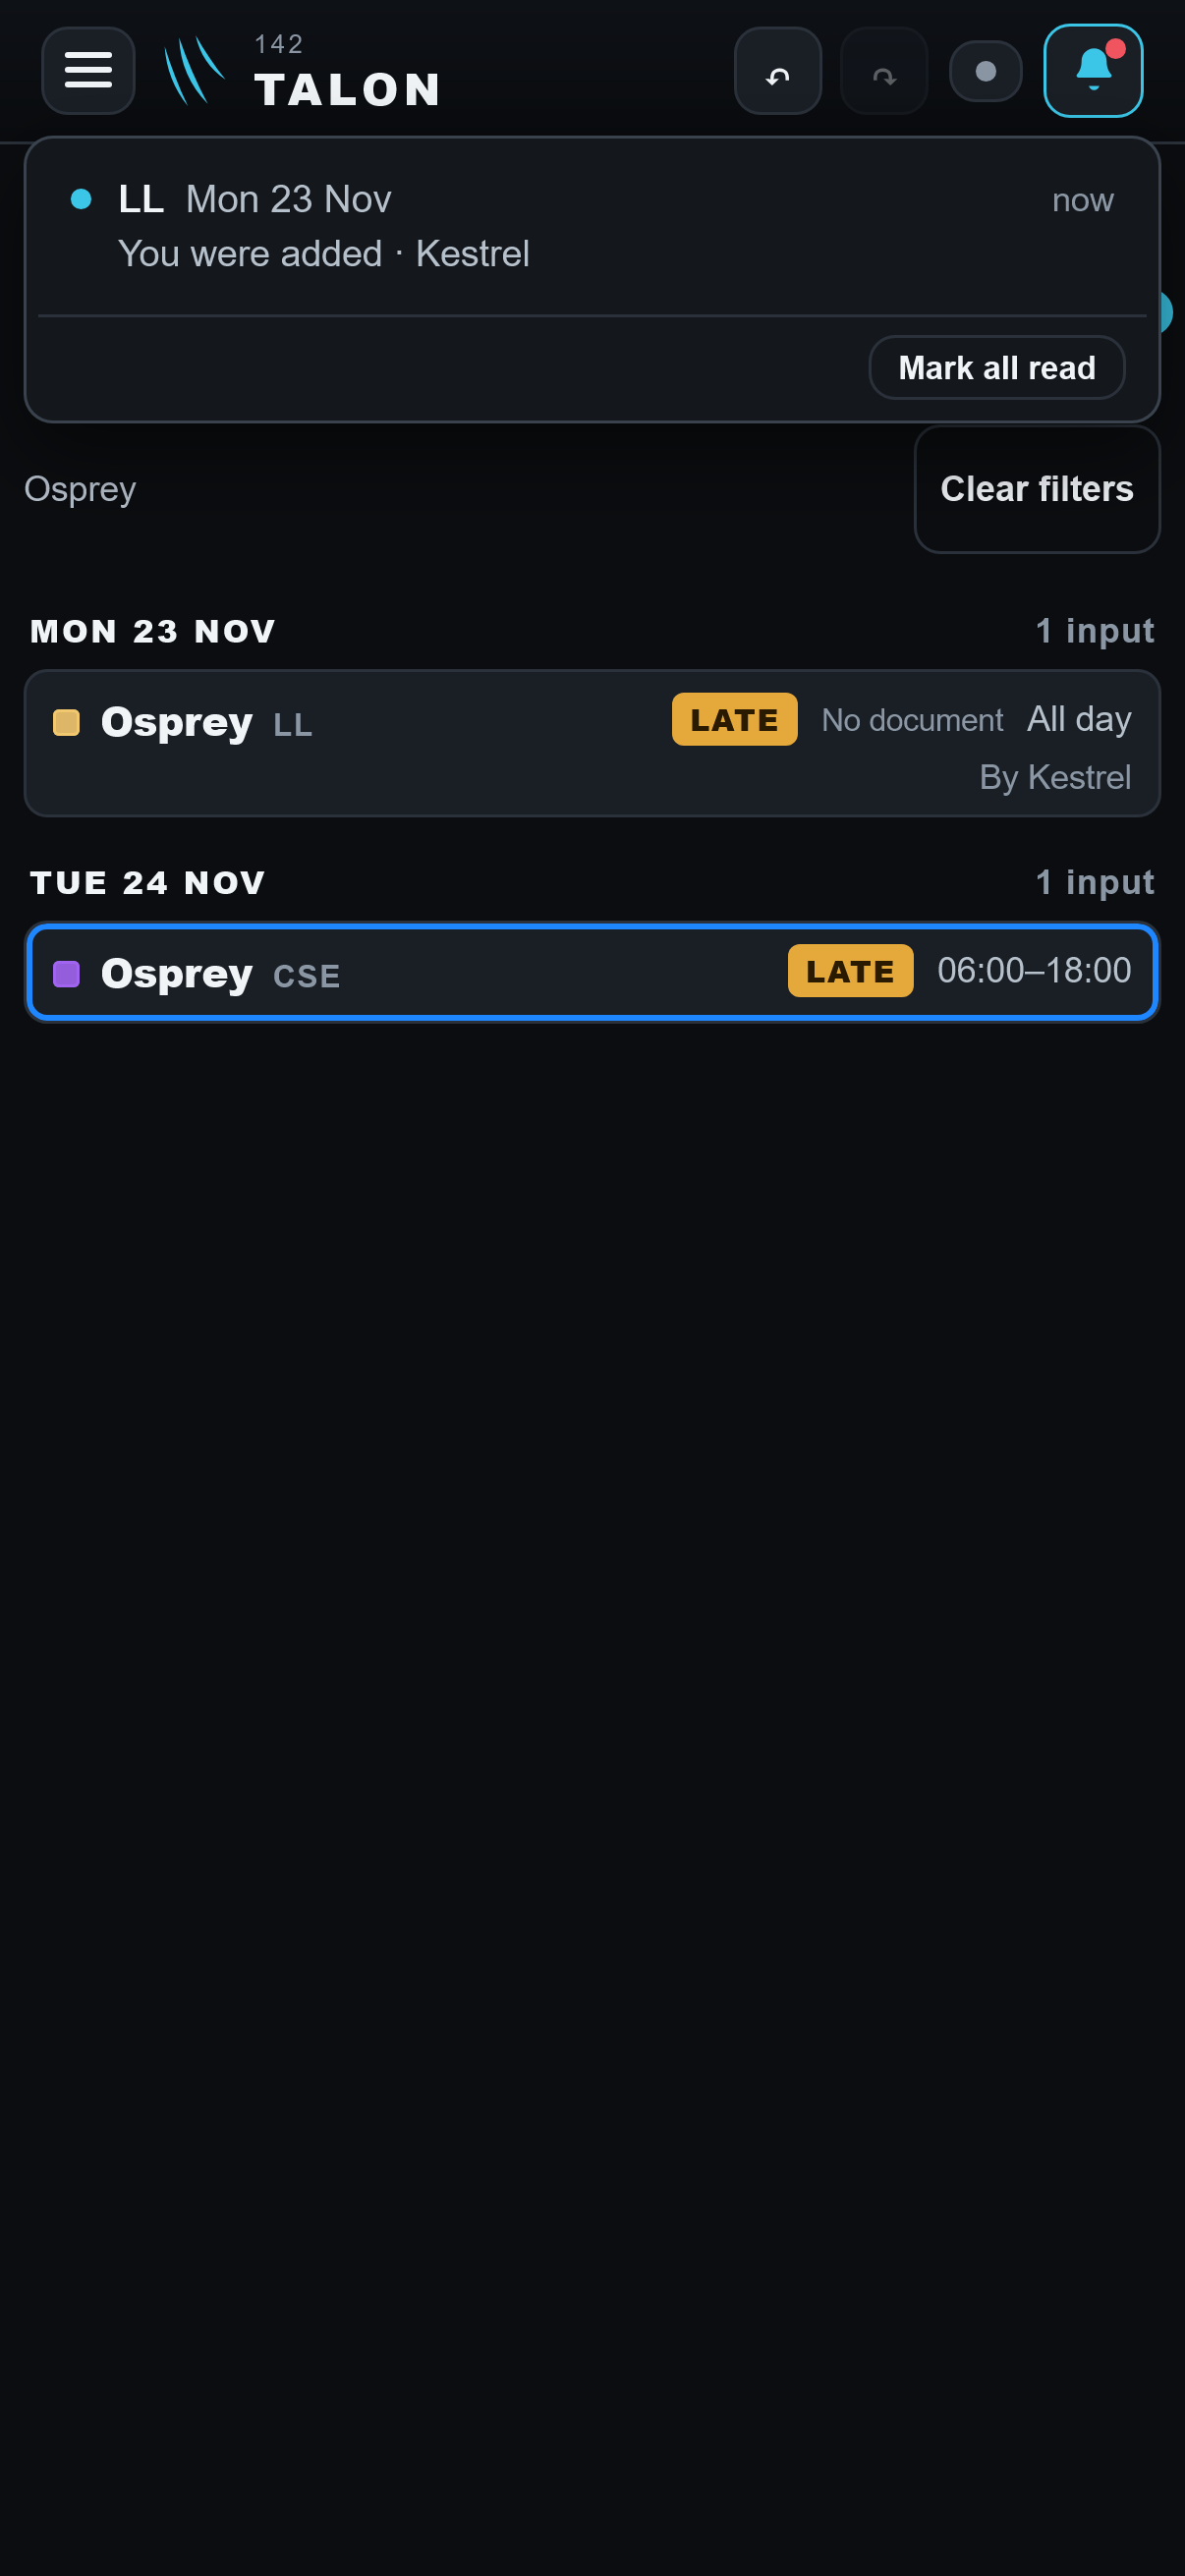 142
TALON
LL Mon 23 Nov now
You were added · Kestrel
Mark all read
Osprey Clear filters
MON 23 NOV 1 input
Osprey LL LATE No document All day
By Kestrel
TUE 24 NOV 1 input
Osprey CSE LATE 06:00–18:00